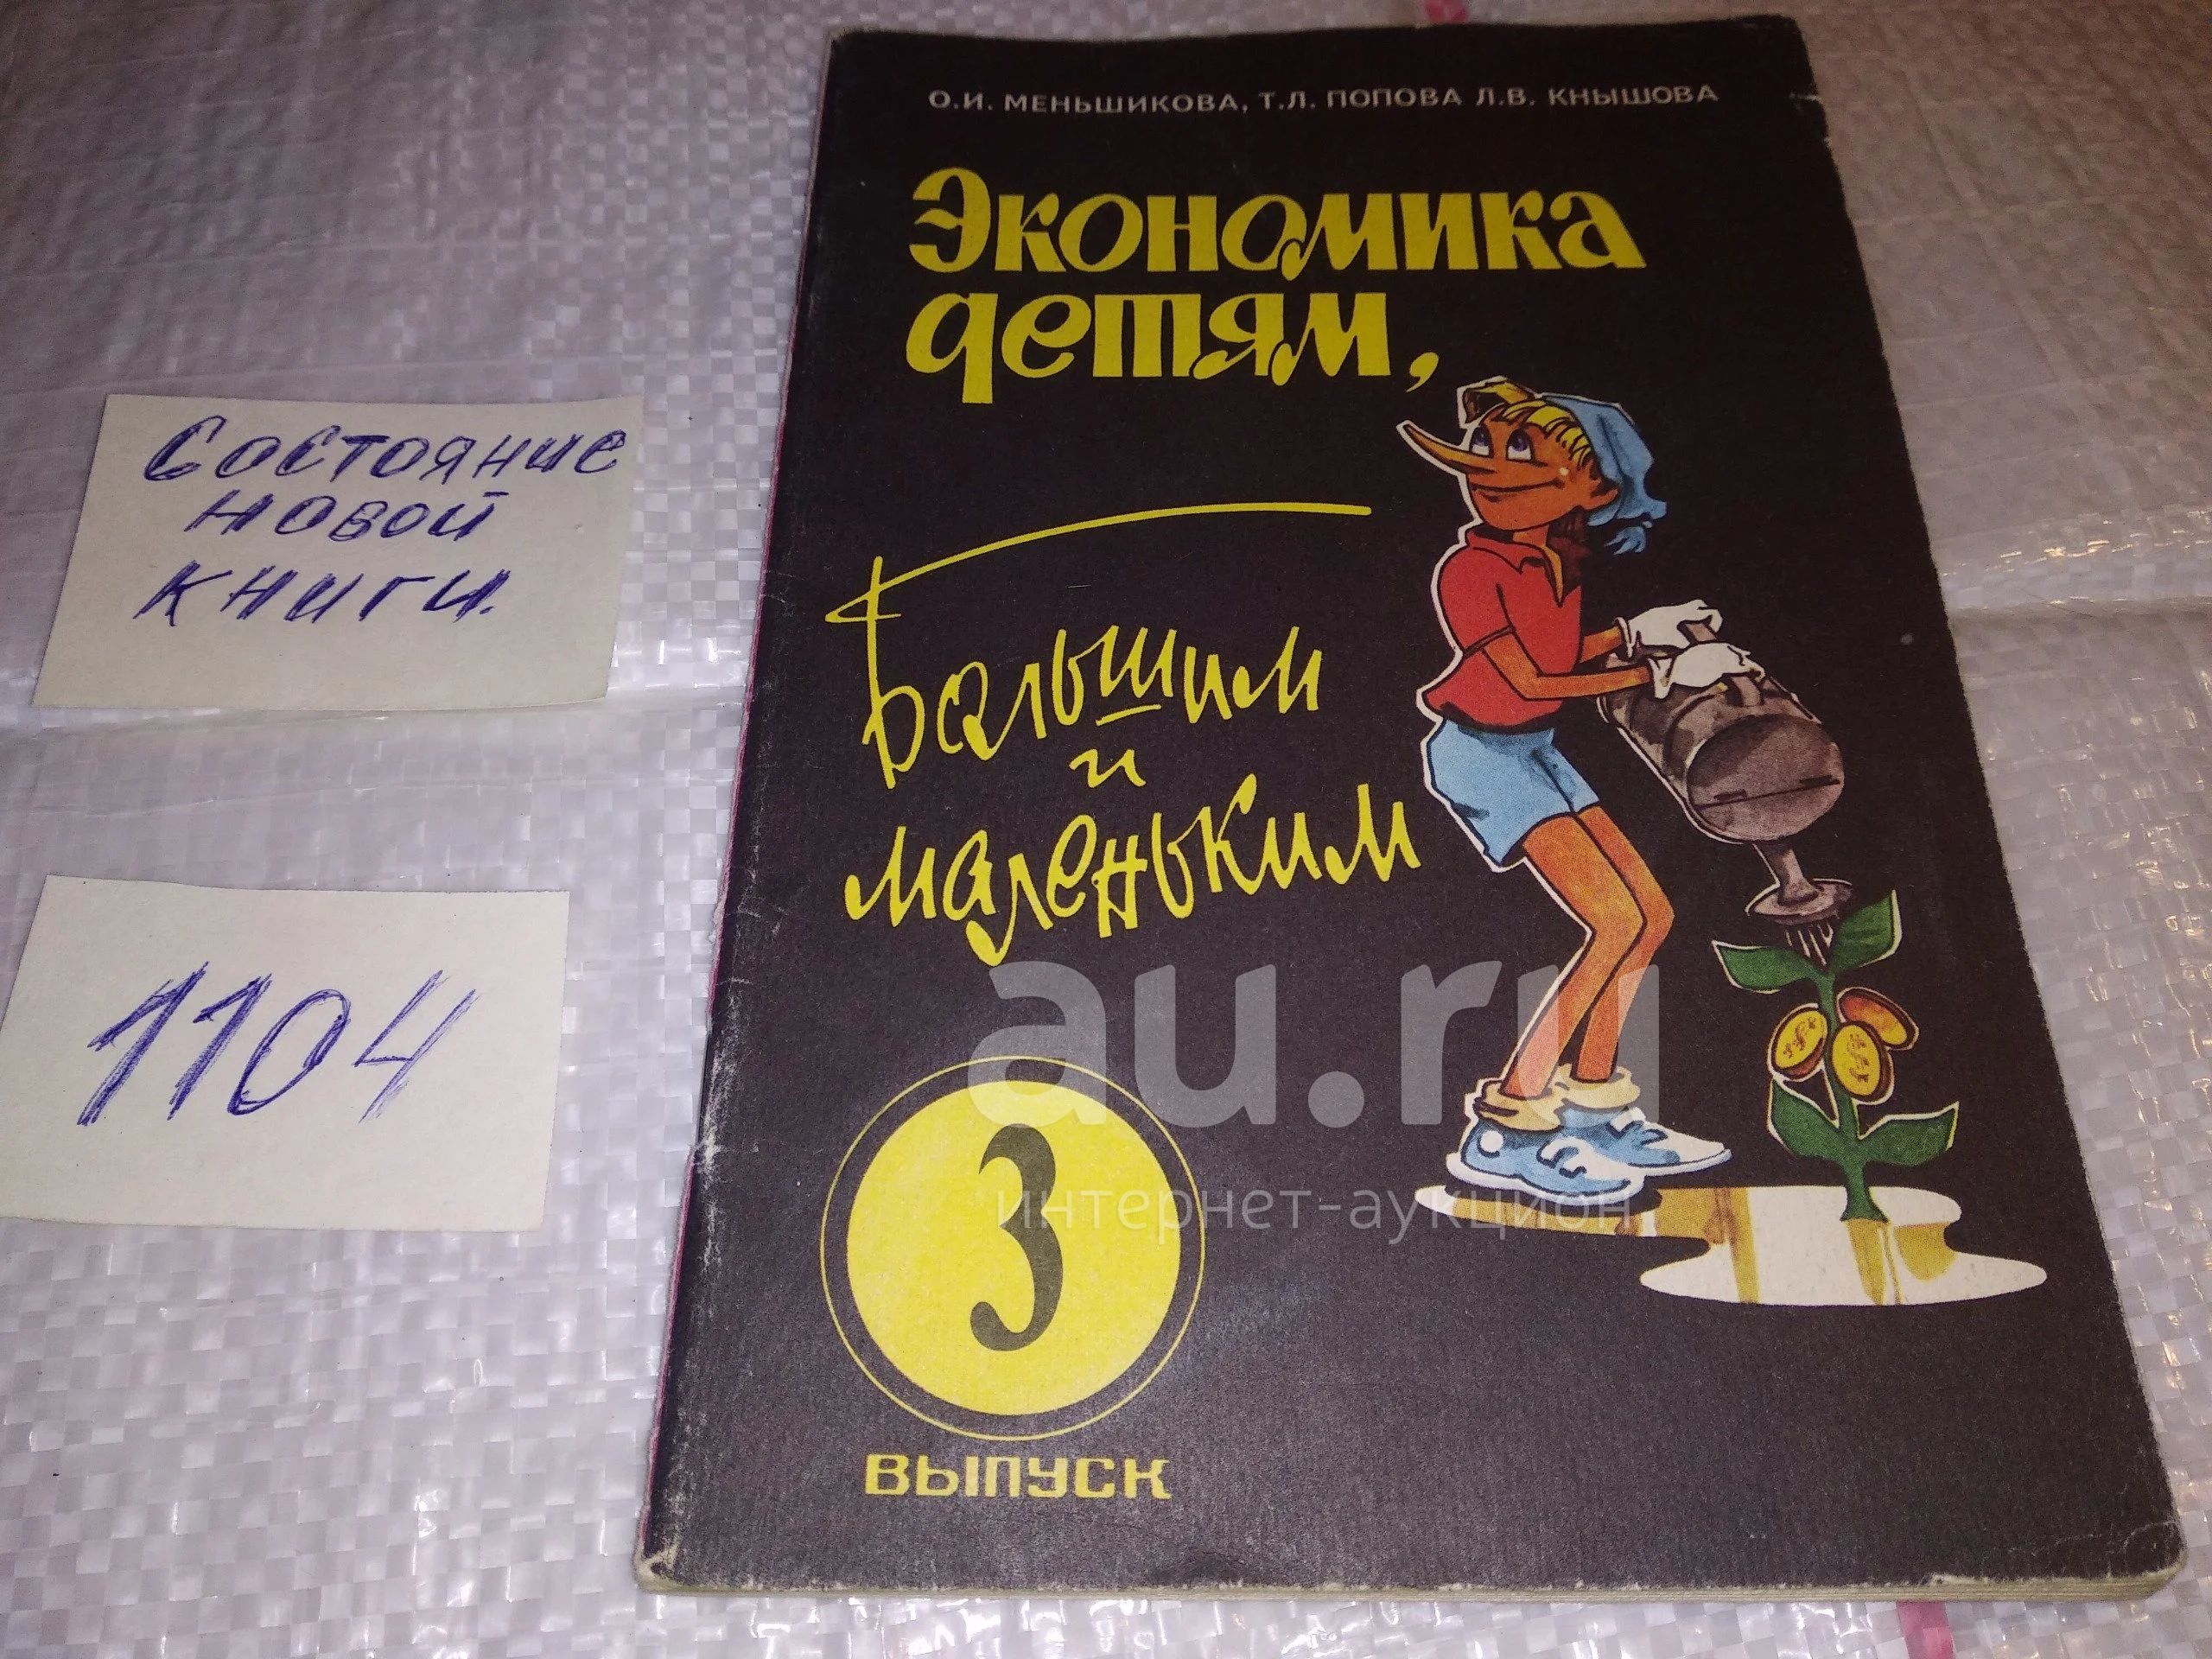 О.И. МЕНЬШИКОВА, Т.Л. ПОПОВА Л.В. КНЫШОВА
Экономика
детям,
Большим
и
маленьким
3
ВЫПУСК
Состояние
новой
книги.
1104
au.ru
интернет-аукцион